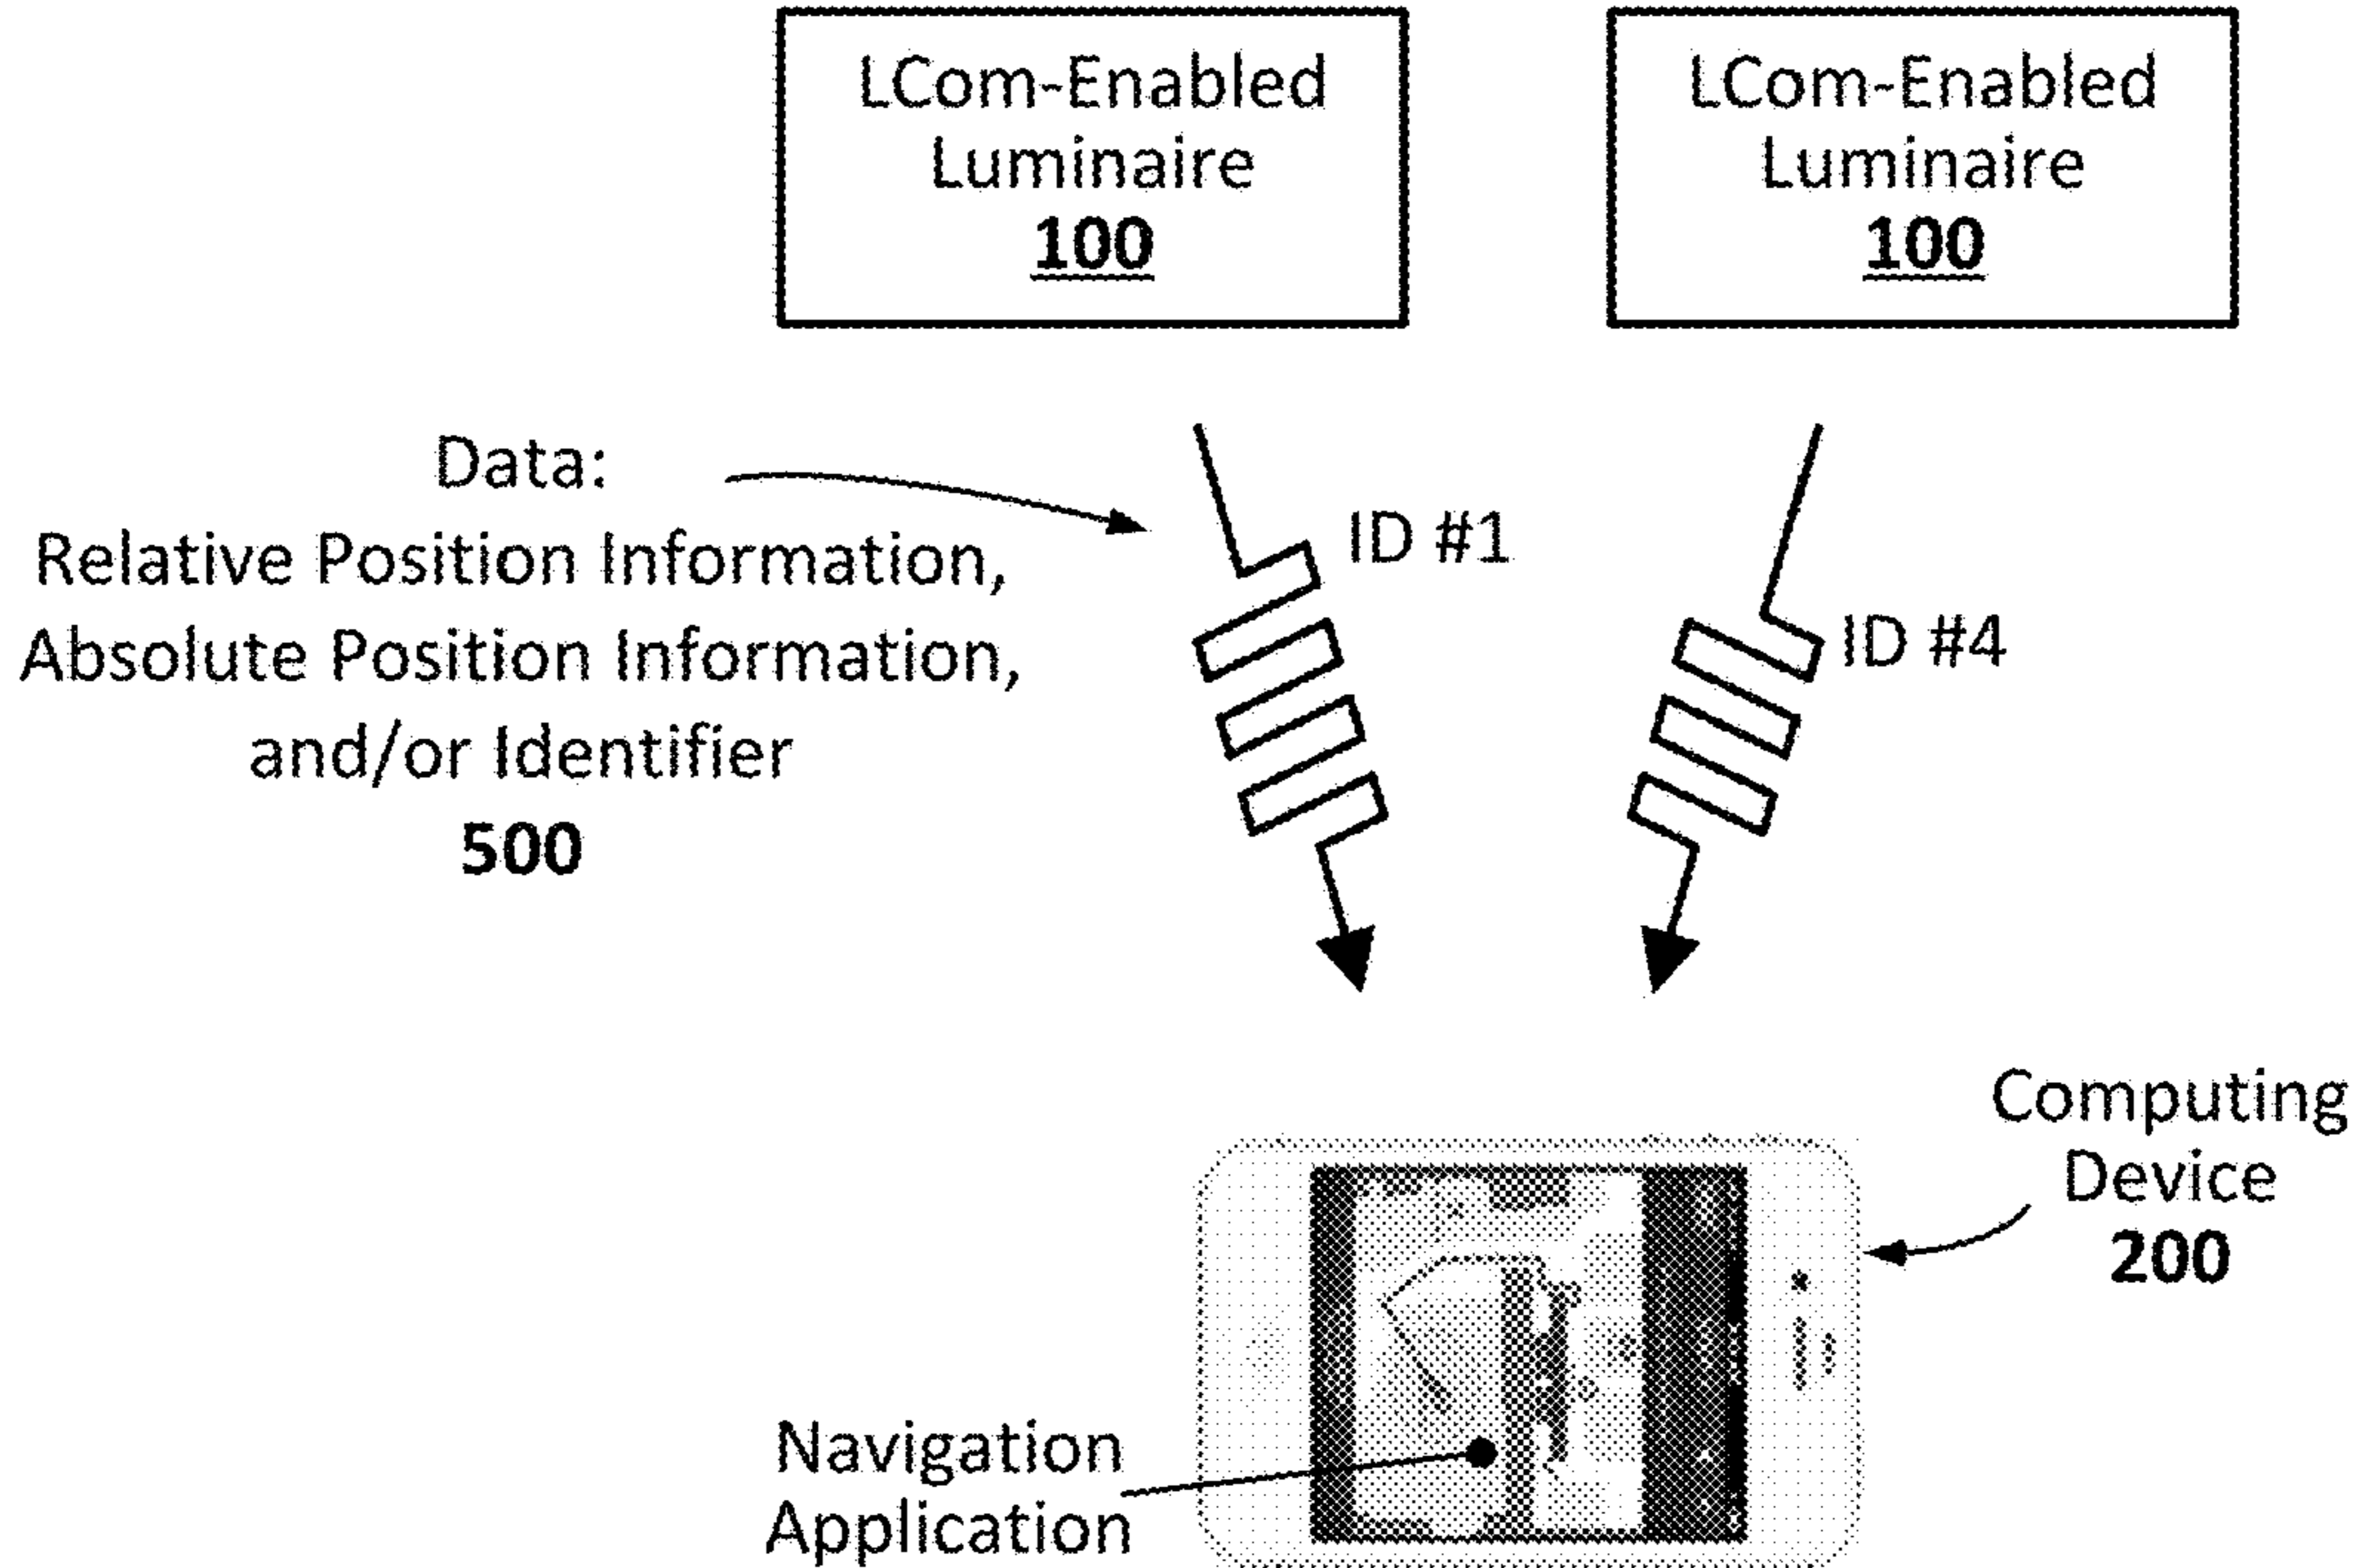 LCom-Enabled
Luminaire
100
LCom-Enabled
Luminaire
100
Data:
Relative Position Information,
Absolute Position Information,
and/or Identifier
500
ID #1
ID #4
Computing
Device
200
Navigation
Application